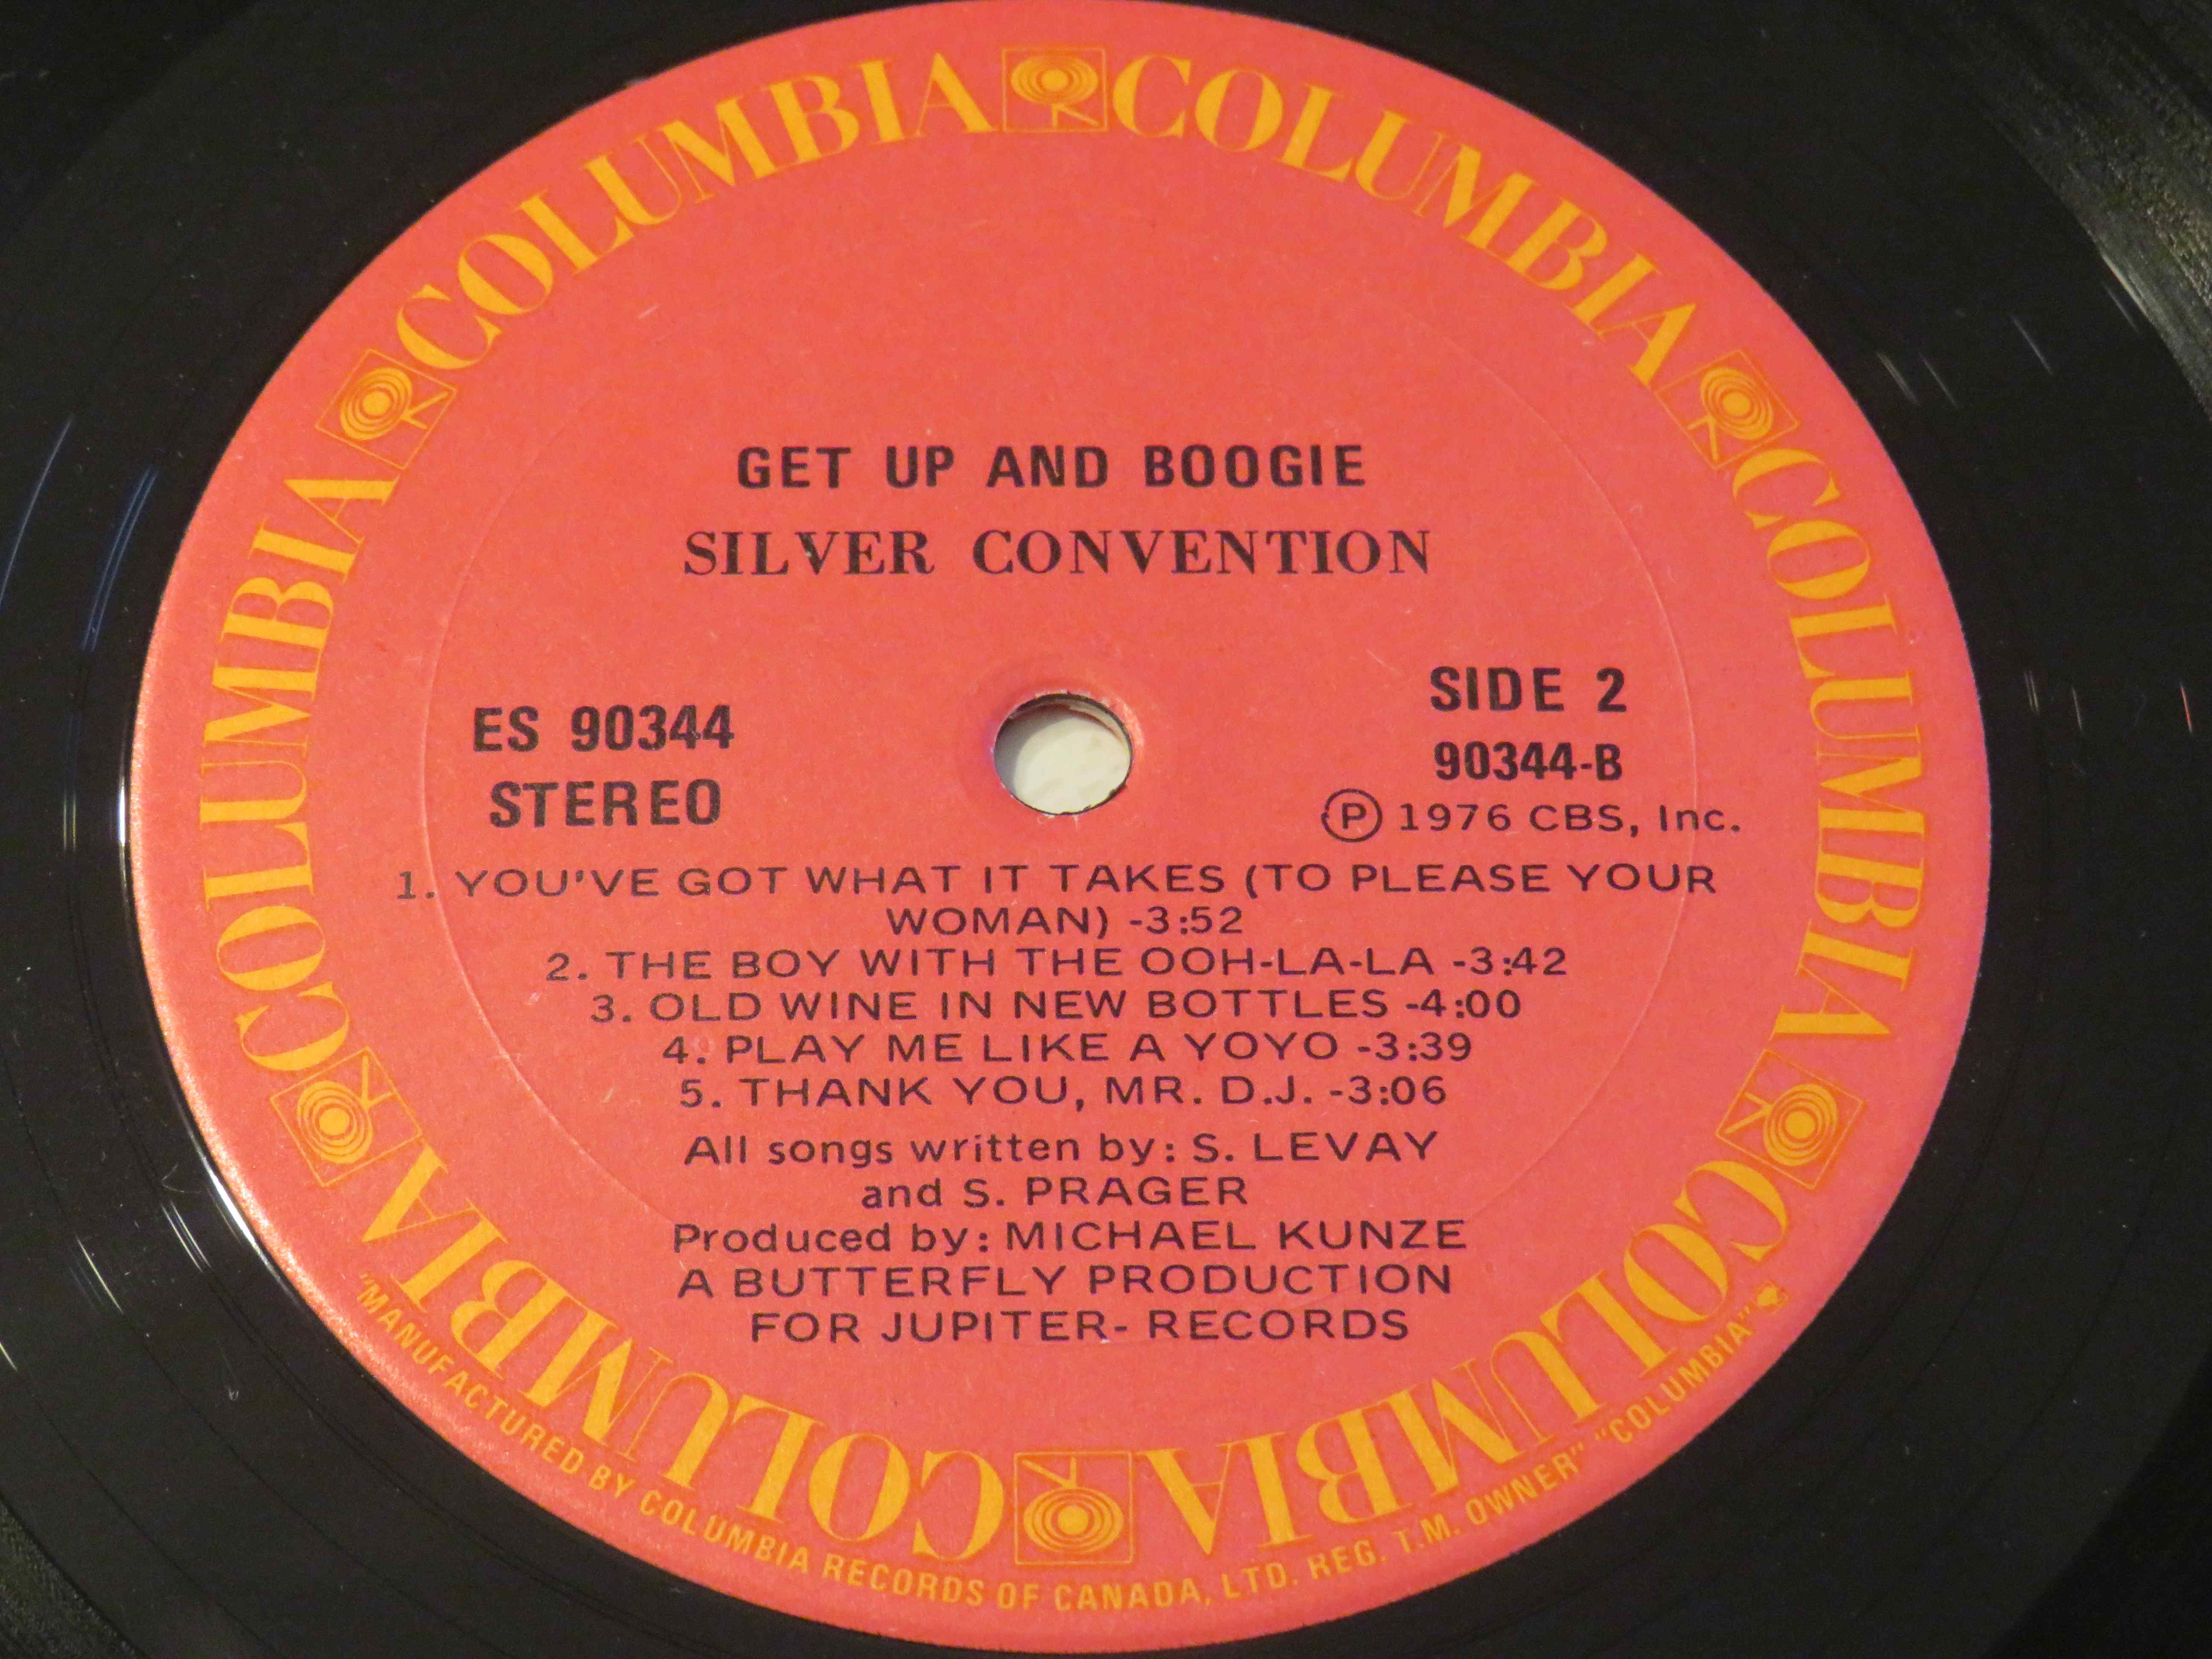 COLUMBIA COLUMBIA COLUMBIA COLUMBIA COLUMBIA COLUMBIA
GET UP AND BOOGIE
SILVER CONVENTION
ES 90344
STEREO
SIDE 2
90344-B
Ⓟ 1976 CBS, Inc.
1. YOU'VE GOT WHAT IT TAKES (TO PLEASE YOUR
WOMAN) -3:52
2. THE BOY WITH THE OOH-LA-LA -3:42
3. OLD WINE IN NEW BOTTLES -4:00
4. PLAY ME LIKE A YOYO -3:39
5. THANK YOU, MR. D.J. -3:06
All songs written by: S. LEVAY
and S. PRAGER
Produced by: MICHAEL KUNZE
A BUTTERFLY PRODUCTION
FOR JUPITER- RECORDS
"MANUFACTURED BY COLUMBIA RECORDS OF CANADA, LTD. REG. T.M. OWNER" "COLUMBIA"